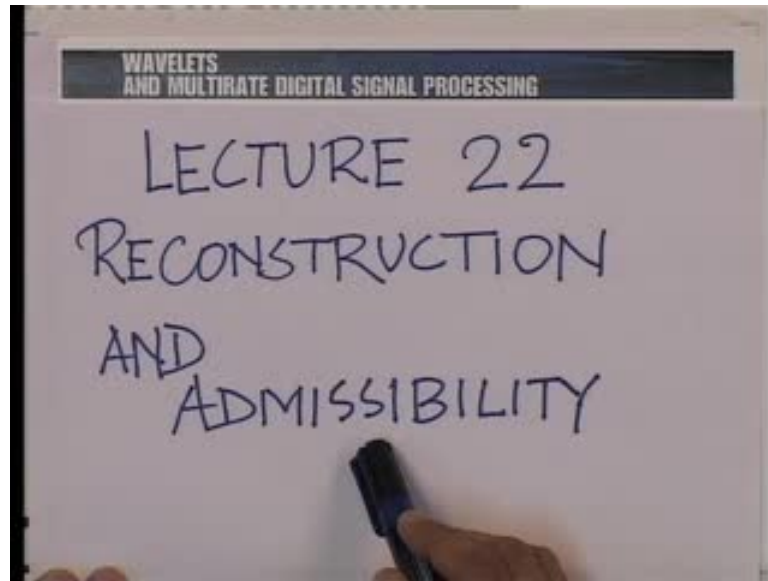 WAVELETS
AND MULTIRATE DIGITAL SIGNAL PROCESSING
LECTURE 22
RECONSTRUCTION
AND
ADMISSIBILITY